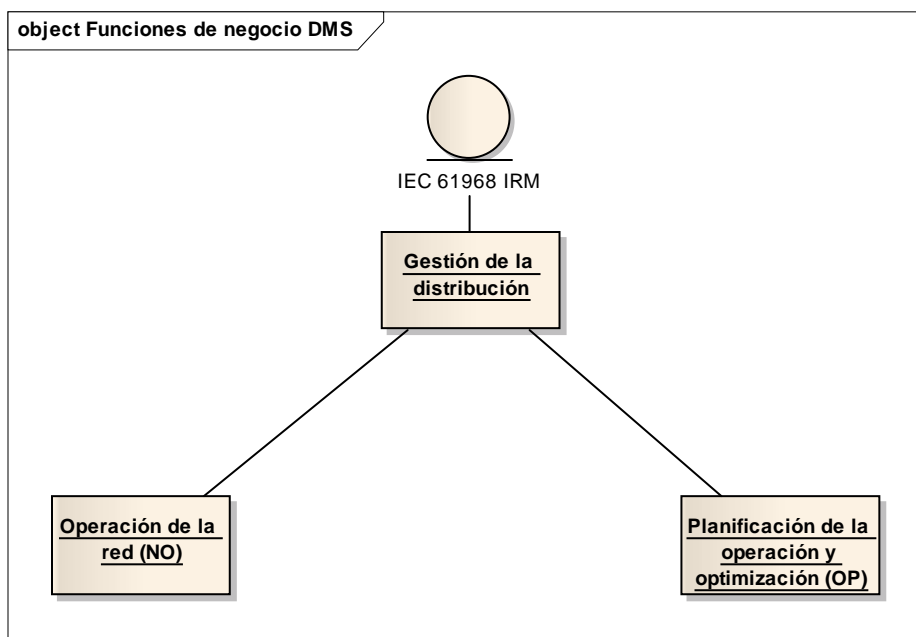 object Funciones de negocio DMS
IEC 61968 IRM
Gestión de la
distribución
Operación de la
red (NO)
Planificación de la
operación y
optimización (OP)